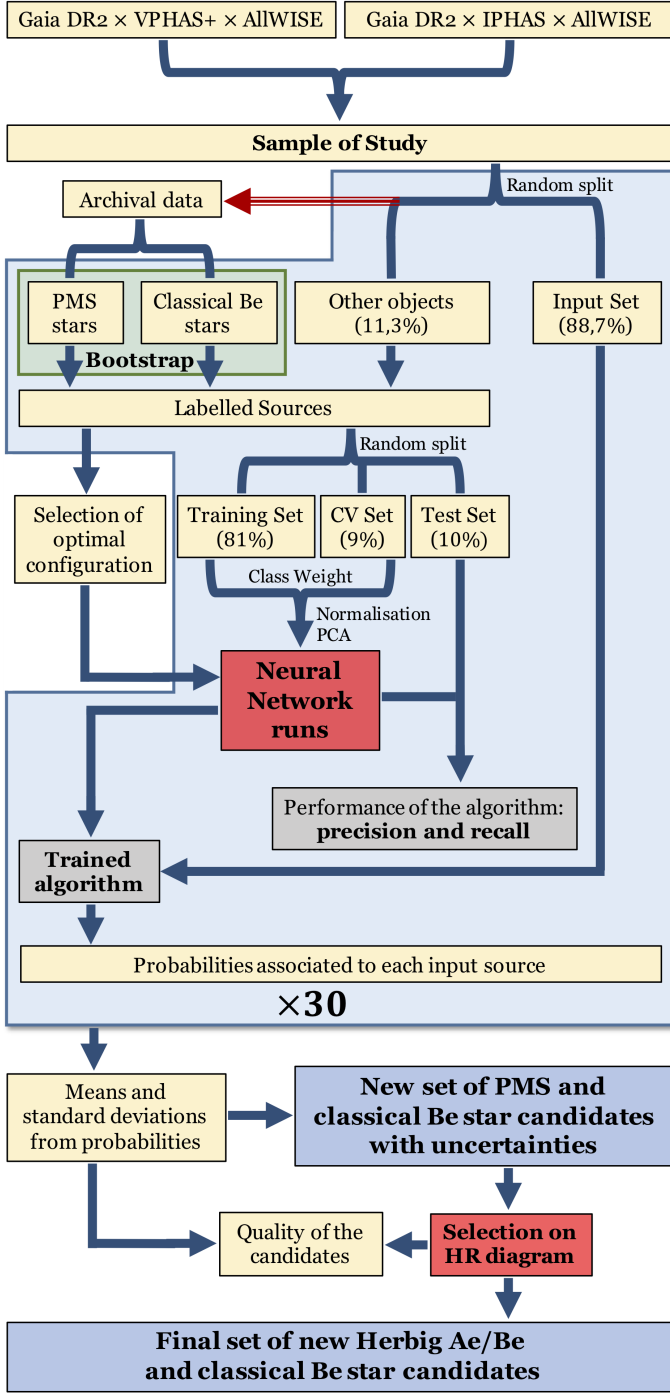 Gaia DR2 × VPHAS+ × AllWISE
Gaia DR2 × IPHAS × AllWISE
Sample of Study
Random split
Archival data
PMS
stars
Classical Be
stars
Other objects
(11,3%)
Input Set
(88,7%)
Bootstrap
Labelled Sources
Random split
Selection of
optimal
configuration
Training Set
(81%)
CV Set
(9%)
Test Set
(10%)
Class Weight
Normalisation
PCA
Neural
Network
runs
Performance of the algorithm:
precision and recall
Trained
algorithm
Probabilities associated to each input source
×30
Means and
standard deviations
from probabilities
New set of PMS and
classical Be star candidates
with uncertainties
Quality of the
candidates
Selection on
HR diagram
Final set of new Herbig Ae/Be
and classical Be star candidates